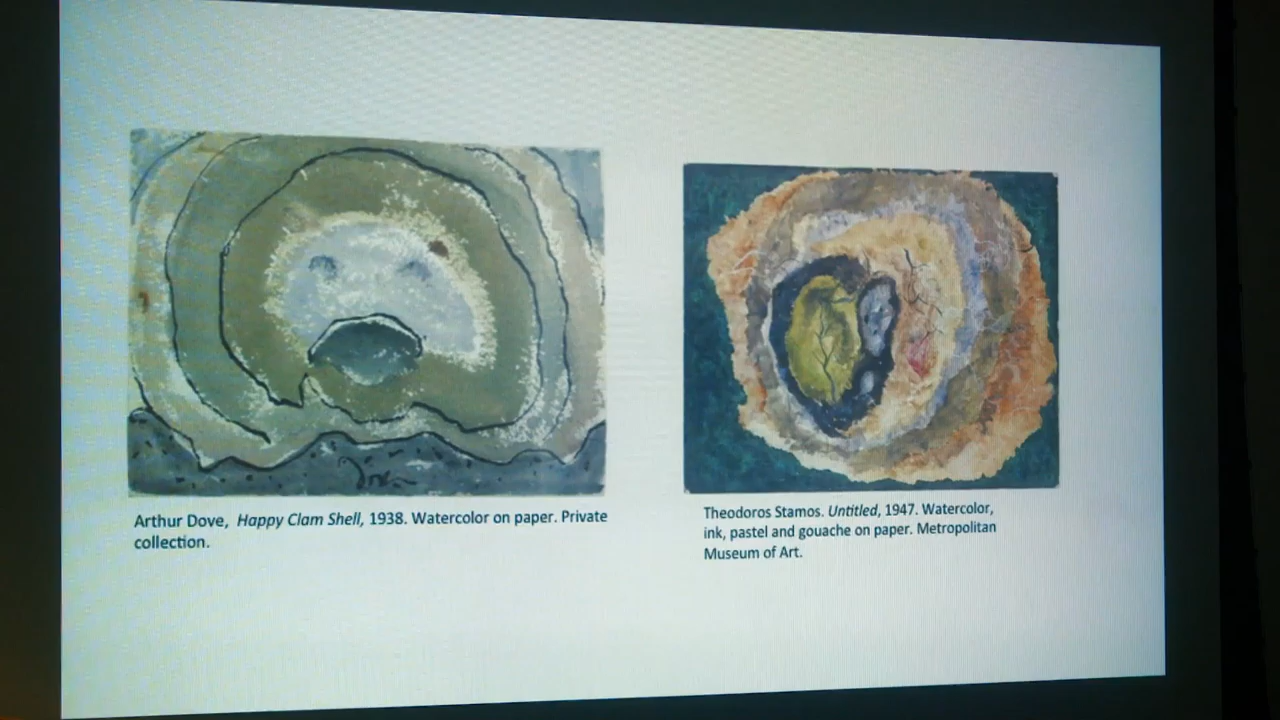 Dove
Arthur Dove, Happy Clam Shell, 1938. Watercolor on paper. Private
collection.
Theodoros Stamos. Untitled, 1947. Watercolor,
ink, pastel and gouache on paper. Metropolitan
Museum of Art.